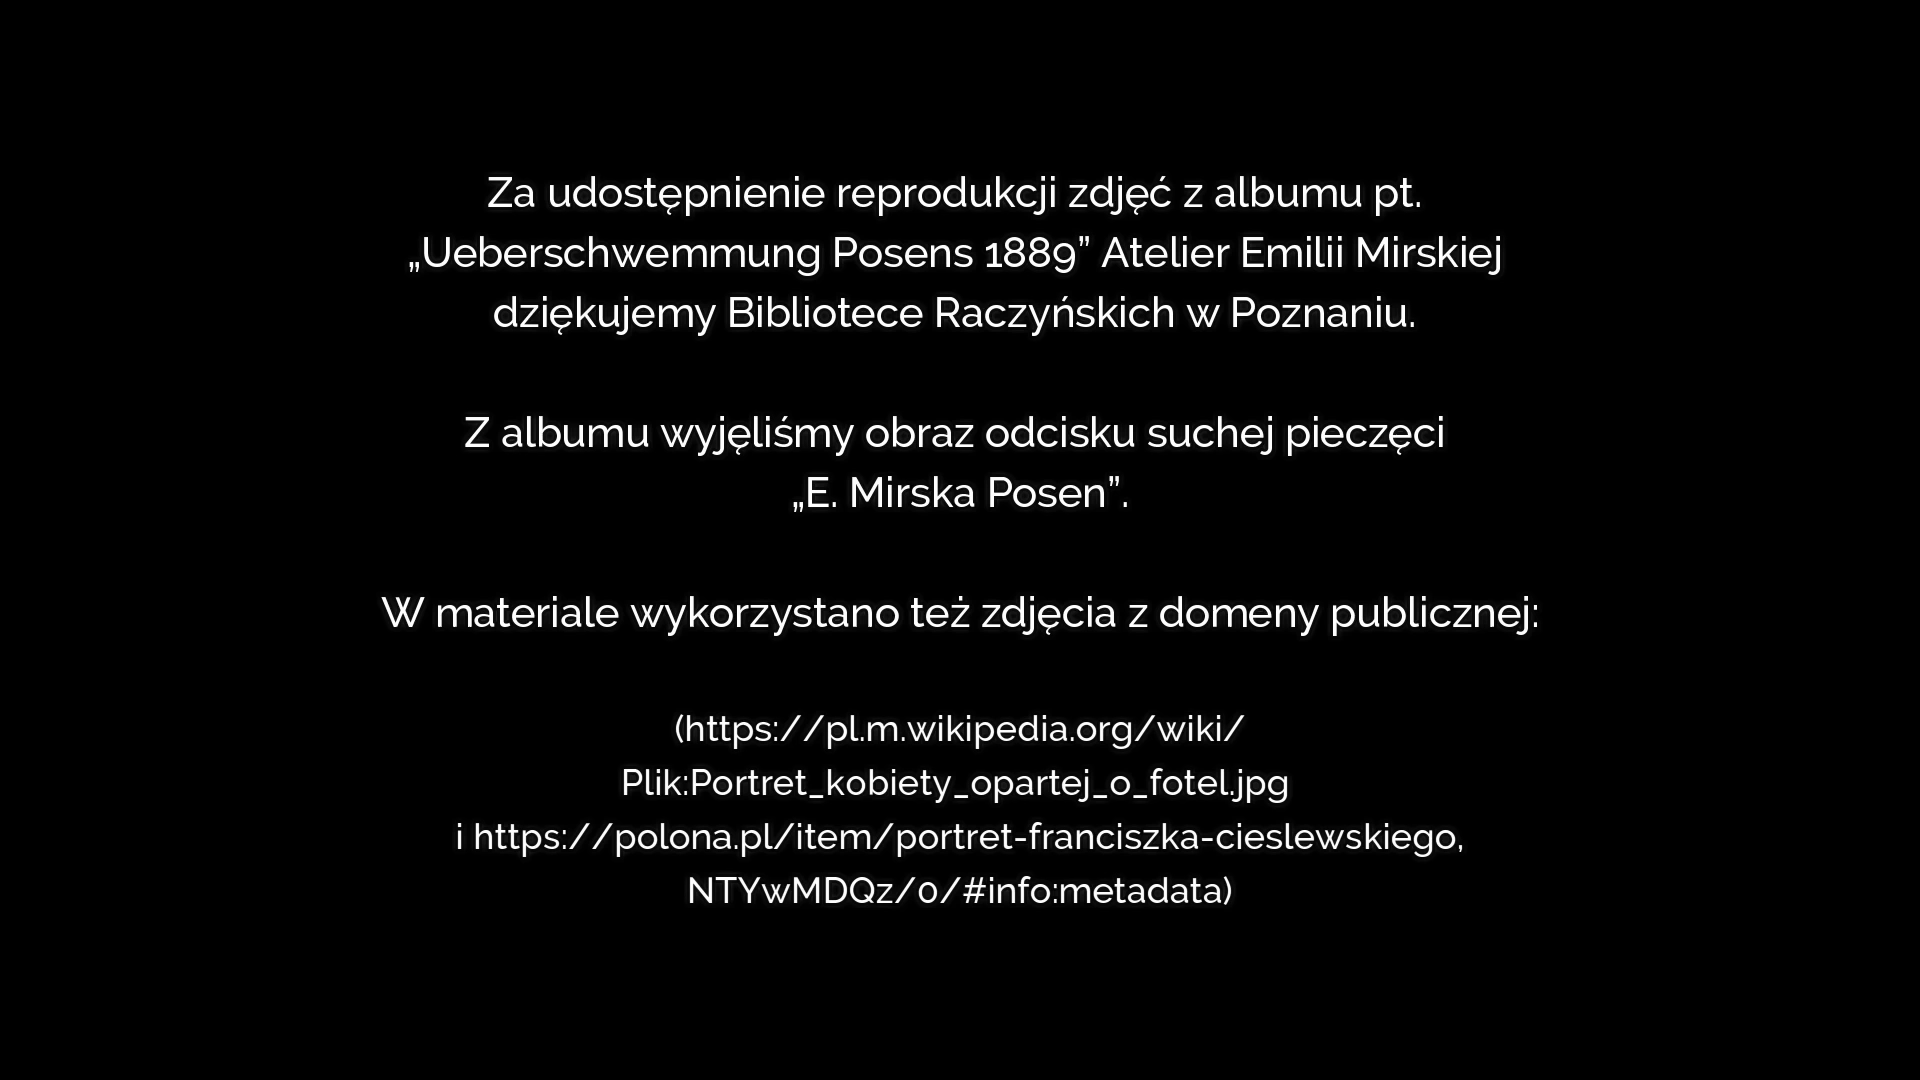 Za udostępnienie reprodukcji zdjęć z albumu pt.
„Ueberschwemmung Posens 1889” Atelier Emilii Mirskiej
dziękujemy Bibliotece Raczyńskich w Poznaniu.
Z albumu wyjęliśmy obraz odcisku suchej pieczęci
„E. Mirska Posen”.
W materiale wykorzystano też zdjęcia z domeny publicznej:
(https://pl.m.wikipedia.org/wiki/
Plik:Portret_kobiety_opartej_o_fotel.jpg
i https://polona.pl/item/portret-franciszka-cieslewskiego,
NTYwMDQz/0/#info:metadata)